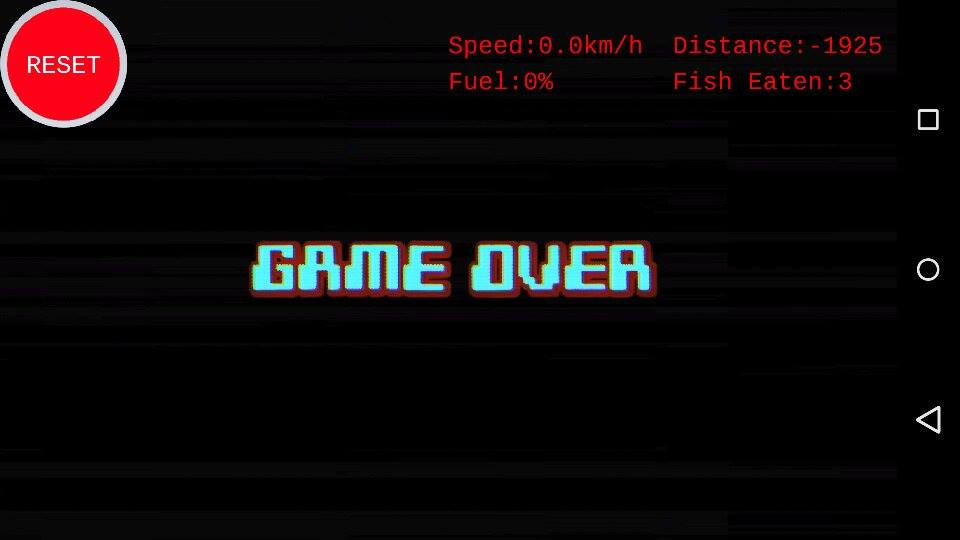 RESET
Speed:0.0km/h Distance:-1925
Fuel:0% Fish Eaten:3
GAME OVER